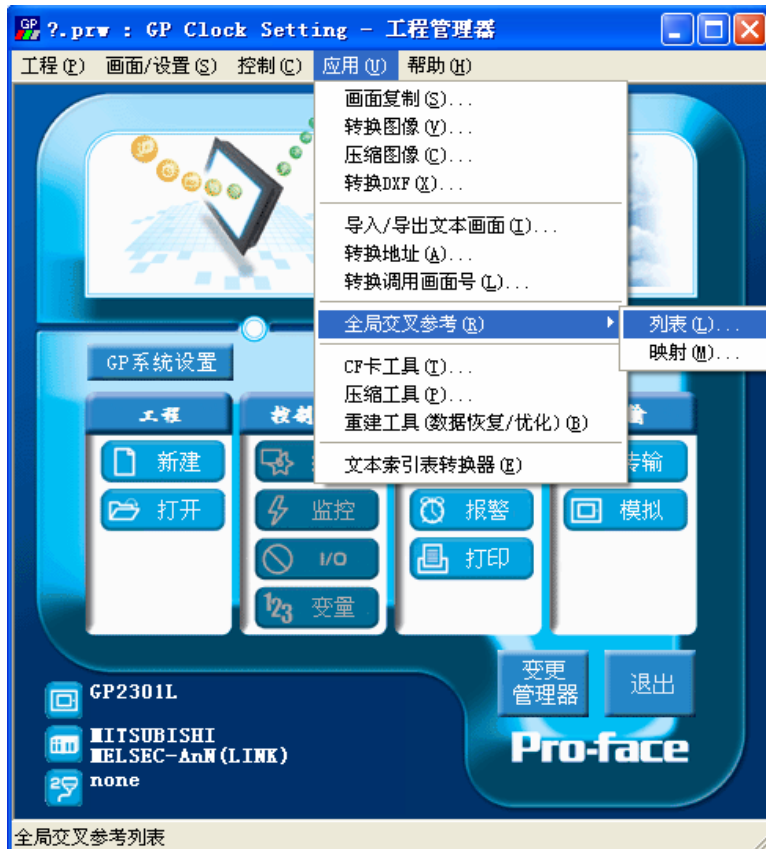 ?.prw : GP Clock Setting - 工程管理器
工程(P) 画面/设置(S) 控制(C) 应用(U) 帮助(H)
画面复制(S)...
转换图像(V)...
压缩图像(C)...
转换DXF(X)...
导入/导出文本画面(I)...
转换地址(A)...
转换调用画面号(L)...
全局交叉参考(R)
列表(L)...
映射(M)...
CF卡工具(T)...
压缩工具(P)...
重建工具(数据恢复/优化)(B)
文本索引表转换器(E)
GP系统设置
工程
新建
打开
监控
I/O
变量
报警
打印
传输
模拟
变更
管理器
退出
GP2301L
MITSUBISHI
MELSEC-AnN(LINK)
none
Pro-face
全局交叉参考列表